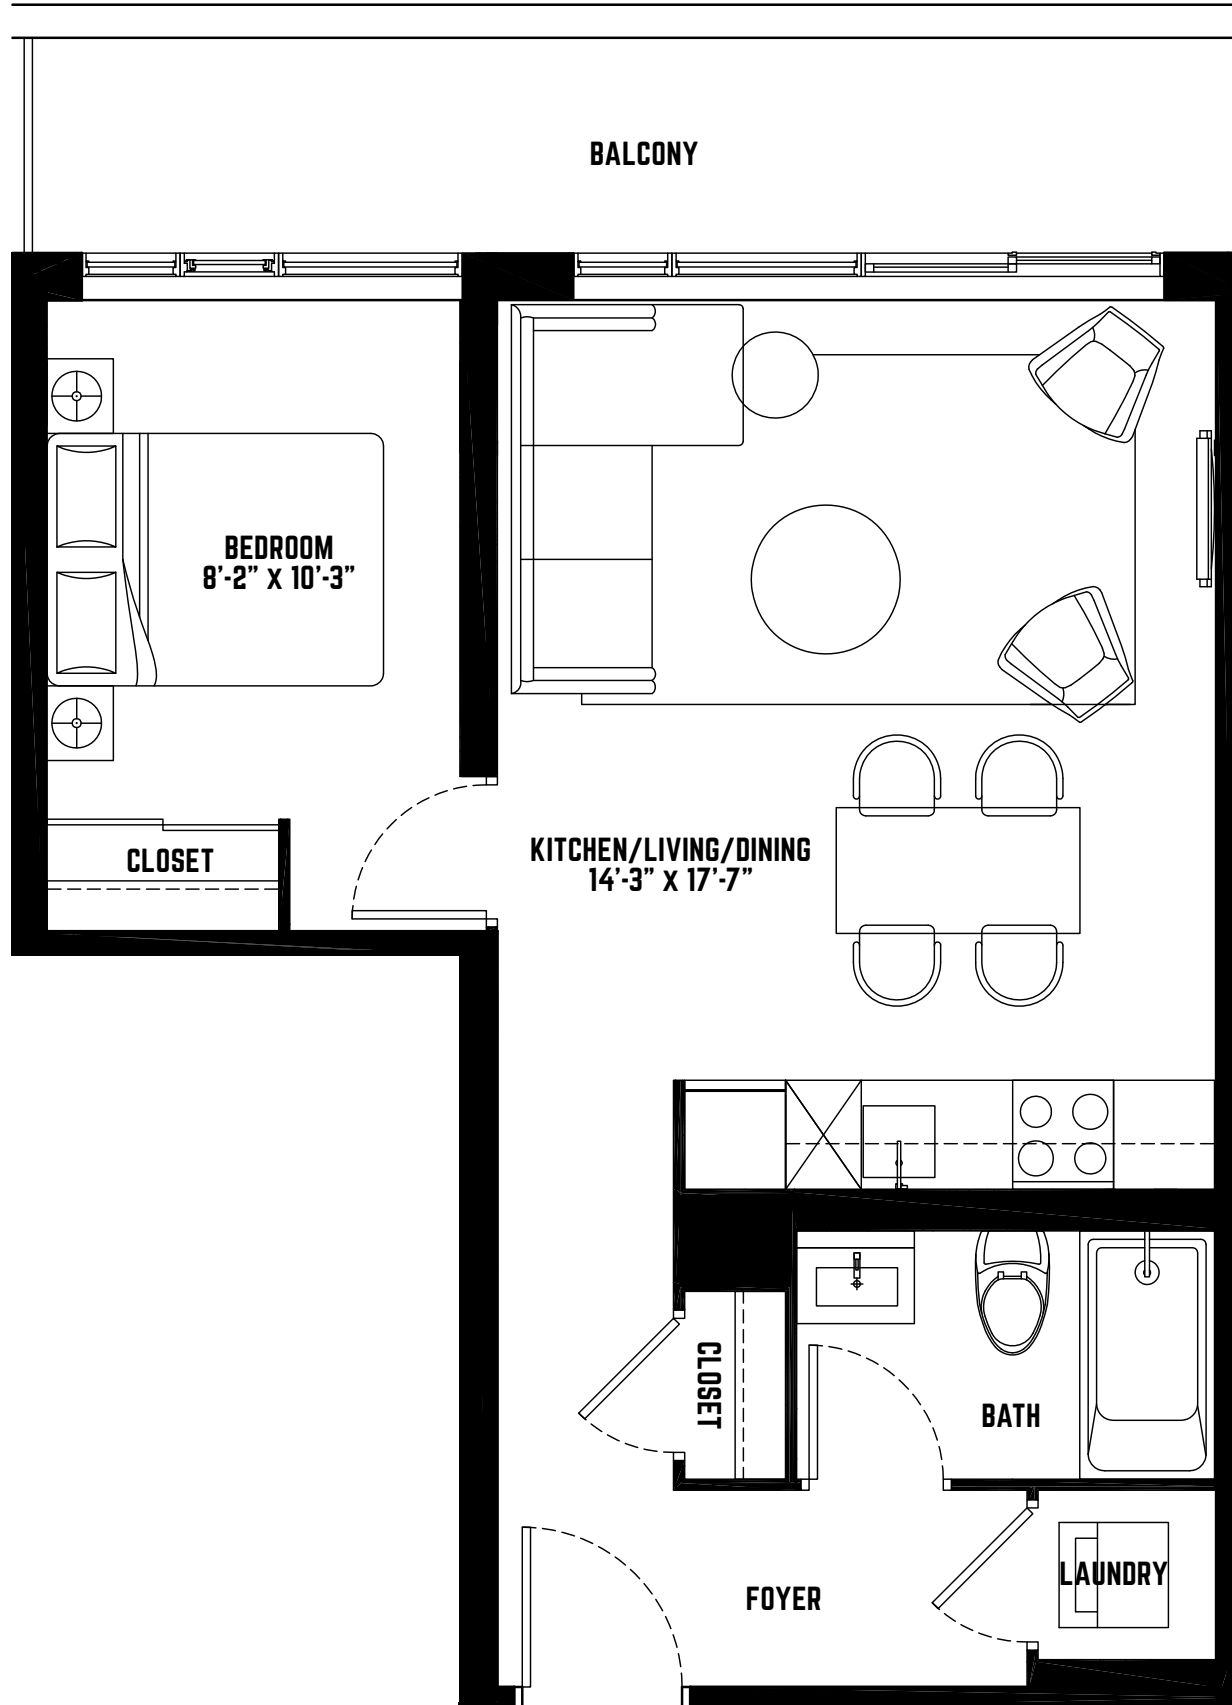 BALCONY
BEDROOM
8'-2" X 10'-3"
CLOSET
KITCHEN/LIVING/DINING
14'-3" X 17'-7"
CLOSET
BATH
LAUNDRY
FOYER